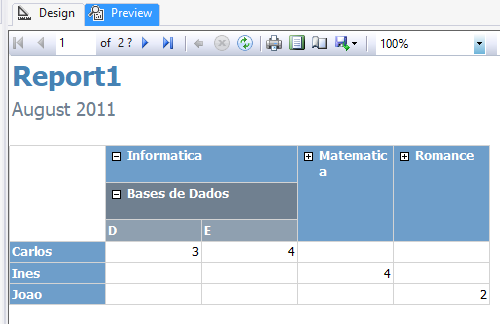 Design Preview
1 of 2 ? 100%
Report1
August 2011
Informatica Matematic Romance
a
Bases de Dados
D E
Carlos 3 4
Ines 4
Joao 2